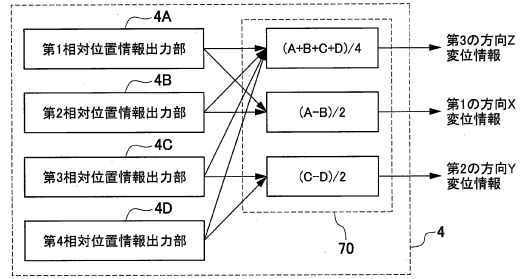 4A
第1相対位置情報出力部
4B
第2相対位置情報出力部
4C
第3相対位置情報出力部
4D
第4相対位置情報出力部
(A+B+C+D)/4
(A−B)/2
(C−D)/2
70
第3の方向Z
変位情報
第1の方向X
変位情報
第2の方向Y
変位情報
4